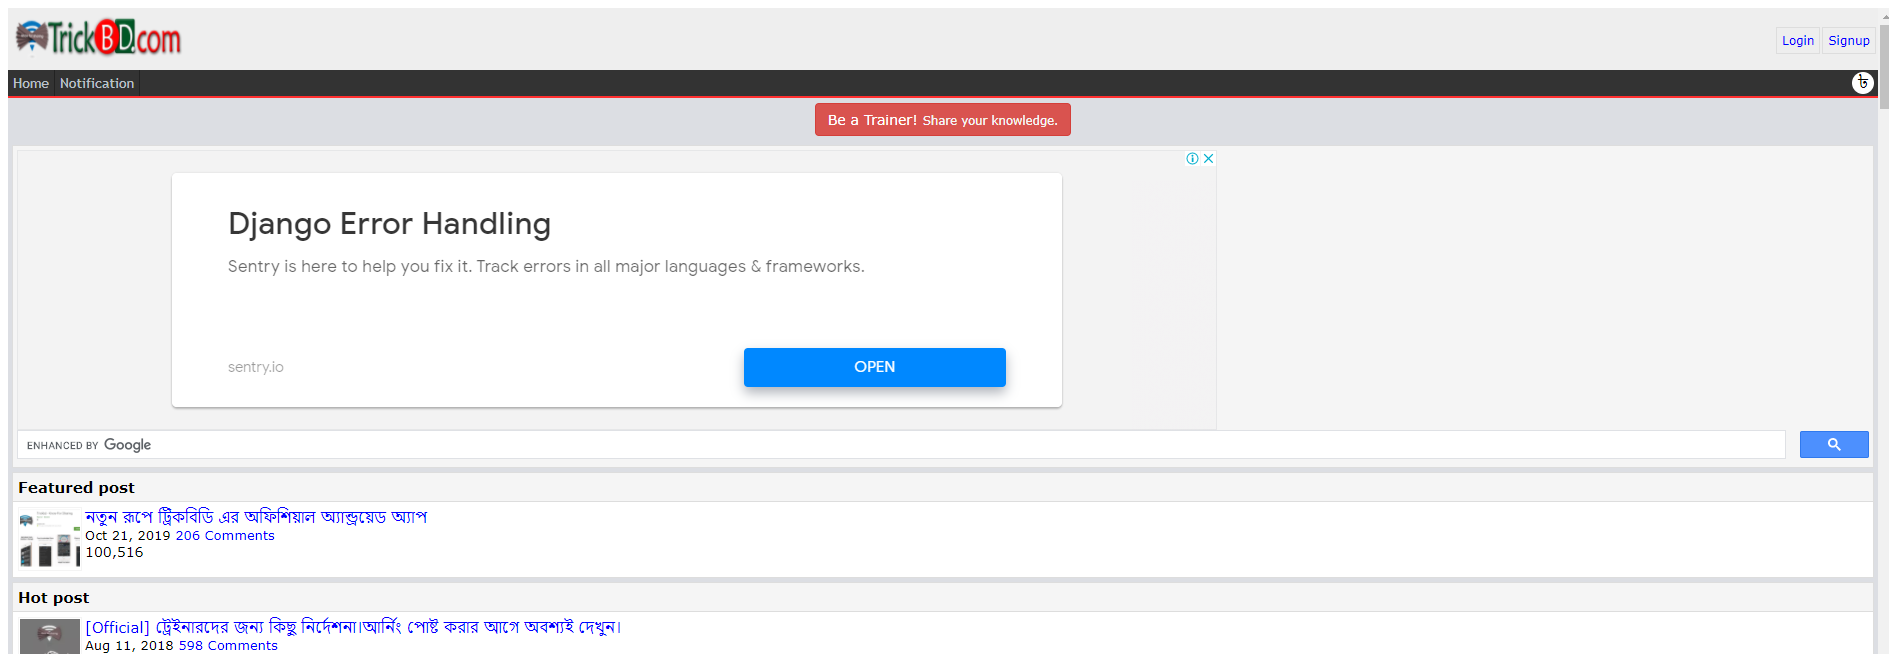 TrickBD.com
Login Signup
Home Notification
৳
Be a Trainer! Share your knowledge.
Django Error Handling
Sentry is here to help you fix it. Track errors in all major languages & frameworks.
sentry.io
OPEN
ENHANCED BY Google
Featured post
নতুন রূপে ট্রিকবিডি এর অফিশিয়াল অ্যান্ড্রয়েড অ্যাপ
Oct 21, 2019 206 Comments
100,516
Hot post
[Official] ট্রেইনারদের জন্য কিছু নির্দেশনা।আর্নিং পোষ্ট করার আগে অবশ্যই দেখুন।
Aug 11, 2018 598 Comments